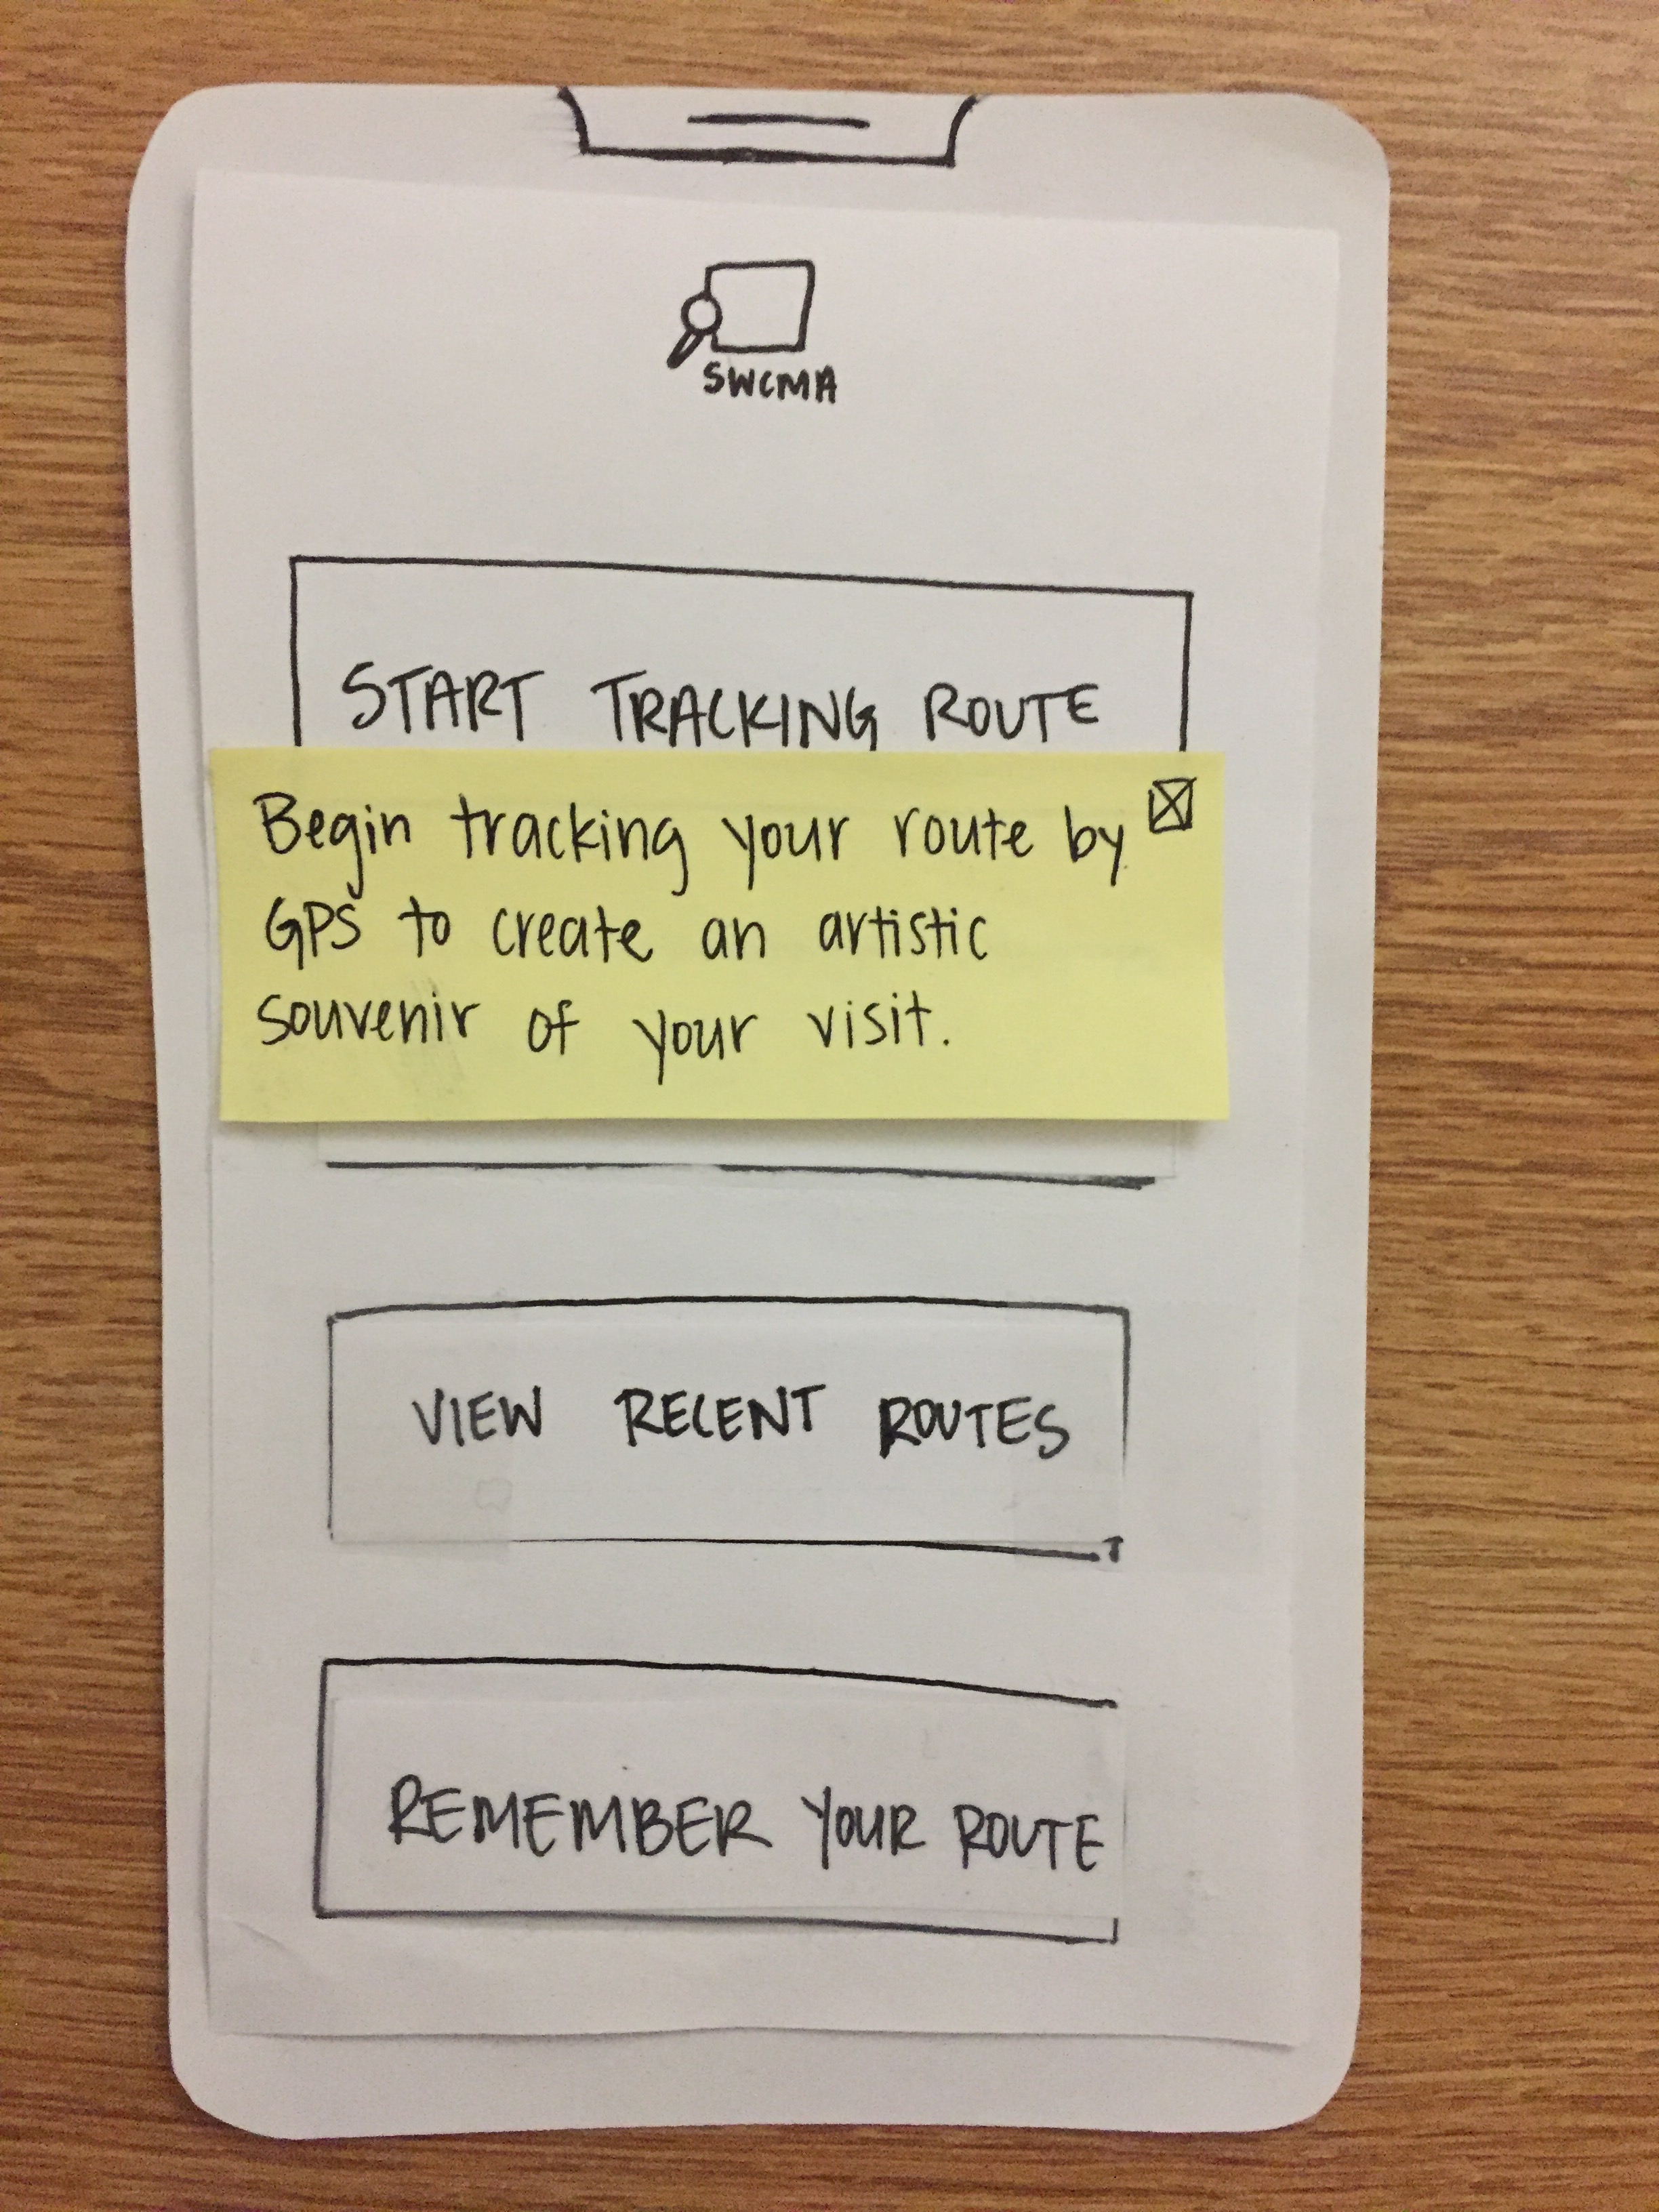 SWCMA
START TRACKING ROUTE
Begin tracking your route by
GPS to create an artistic
souvenir of your visit.
VIEW RECENT ROUTES
REMEMBER YOUR ROUTE